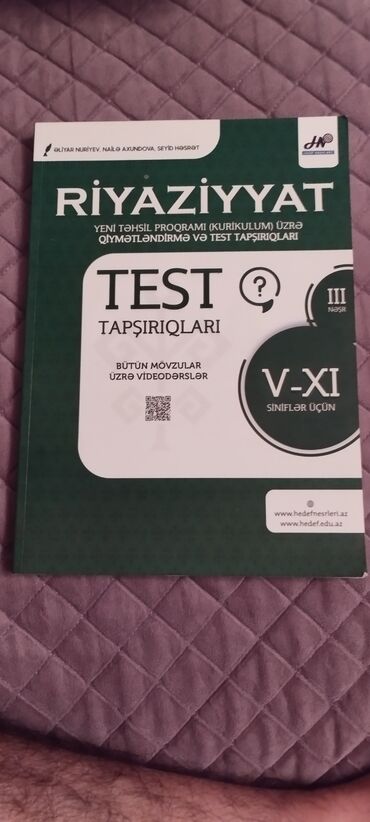 ƏLİYAR NURİYEV, NAİLƏ AXUNDOVA, SEYİD HƏSRƏT
HN
RİYAZİYYAT
YENİ TƏHSİL PROQRAMI (KURİKULUM) ÜZRƏ
QİYMƏTLƏNDİRMƏ VƏ TEST TAPŞIRIQLARI
TEST
?
TAPŞIRIQLARI
III
NƏŞR
BÜTÜN MÖVZULAR
ÜZRƏ VİDEODƏRSLƏR
V-XI
SİNİFLƏR ÜÇÜN
www.hedefnesrleri.az
www.hedef.edu.az